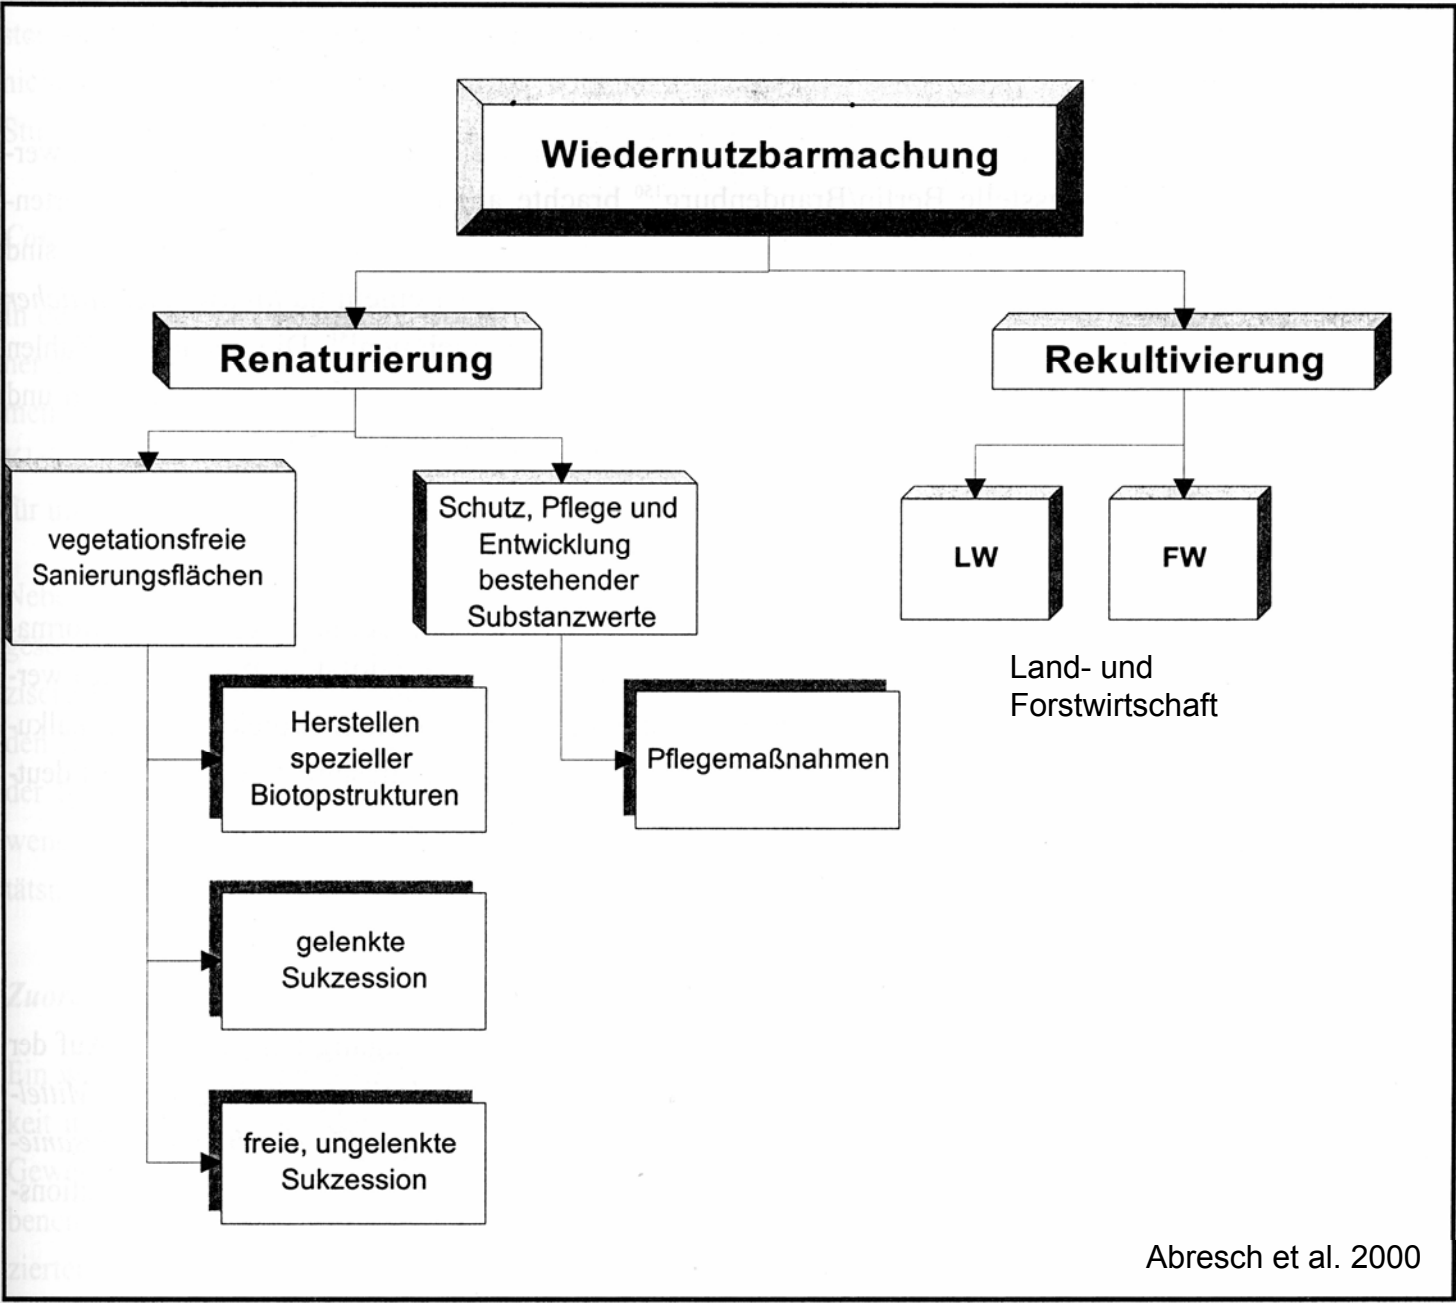 Wiedernutzbarmachung
Renaturierung
Rekultivierung
vegetationsfreie
Sanierungsflächen
Schutz, Pflege und
Entwicklung
bestehender
Substanzwerte
LW
FW
Land- und
Forstwirtschaft
Herstellen
spezieller
Biotopstrukturen
Pflegemaßnahmen
gelenkte
Sukzession
freie, ungelenkte
Sukzession
Abresch et al. 2000